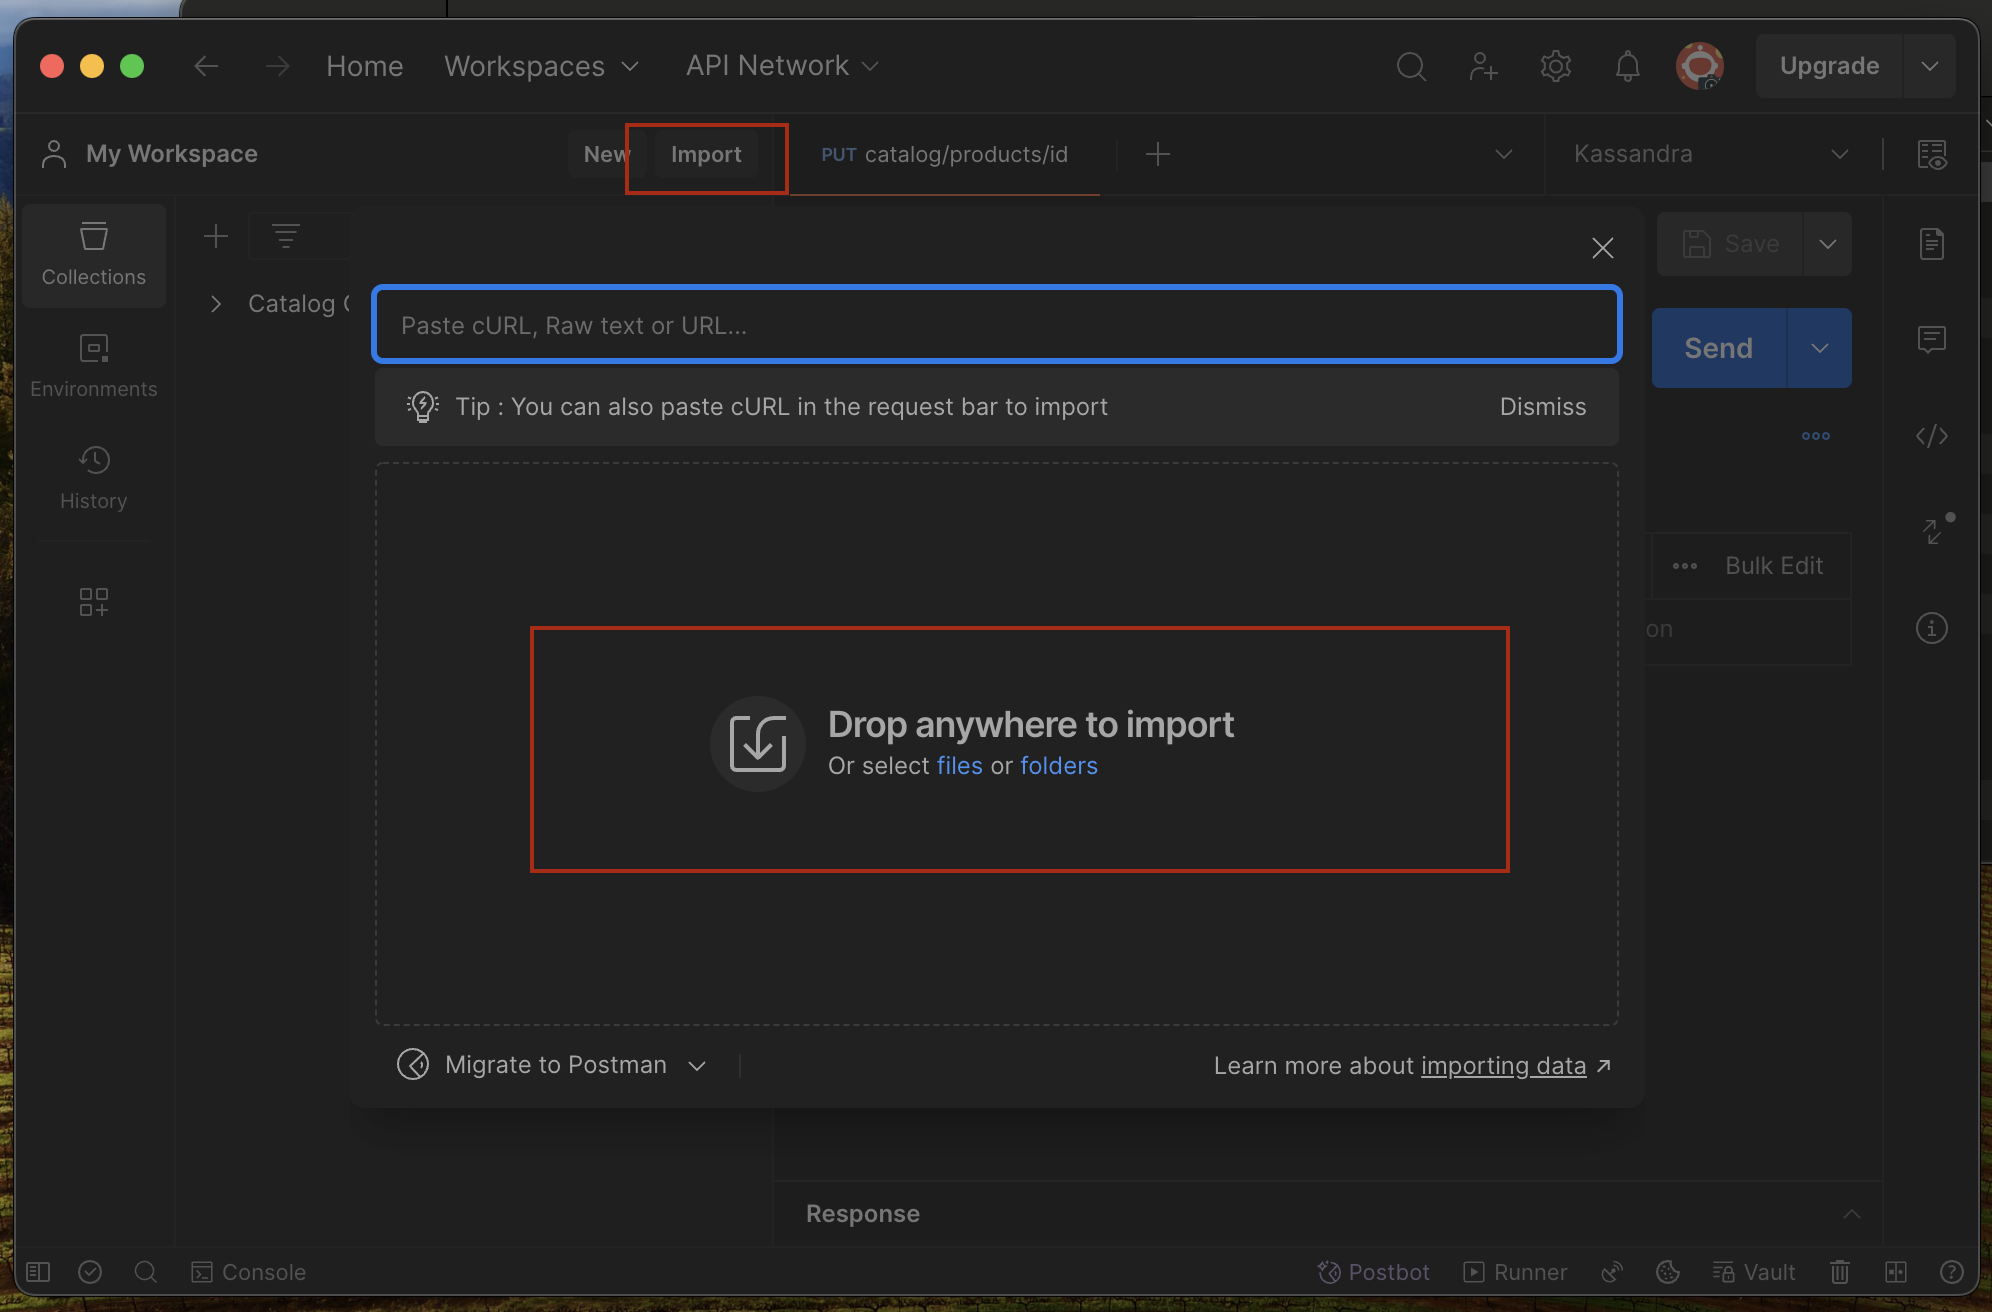 Home Workspaces API Network Upgrade
My Workspace New Import PUT catalog/products/id Kassandra
Collections
Environments
History
Catalog
Save
Paste cURL, Raw text or URL...
Send
Tip : You can also paste cURL in the request bar to import Dismiss
Bulk Edit
on
Drop anywhere to import
Or select files or folders
Migrate to Postman Learn more about importing data
Response
Console Postbot Runner Vault